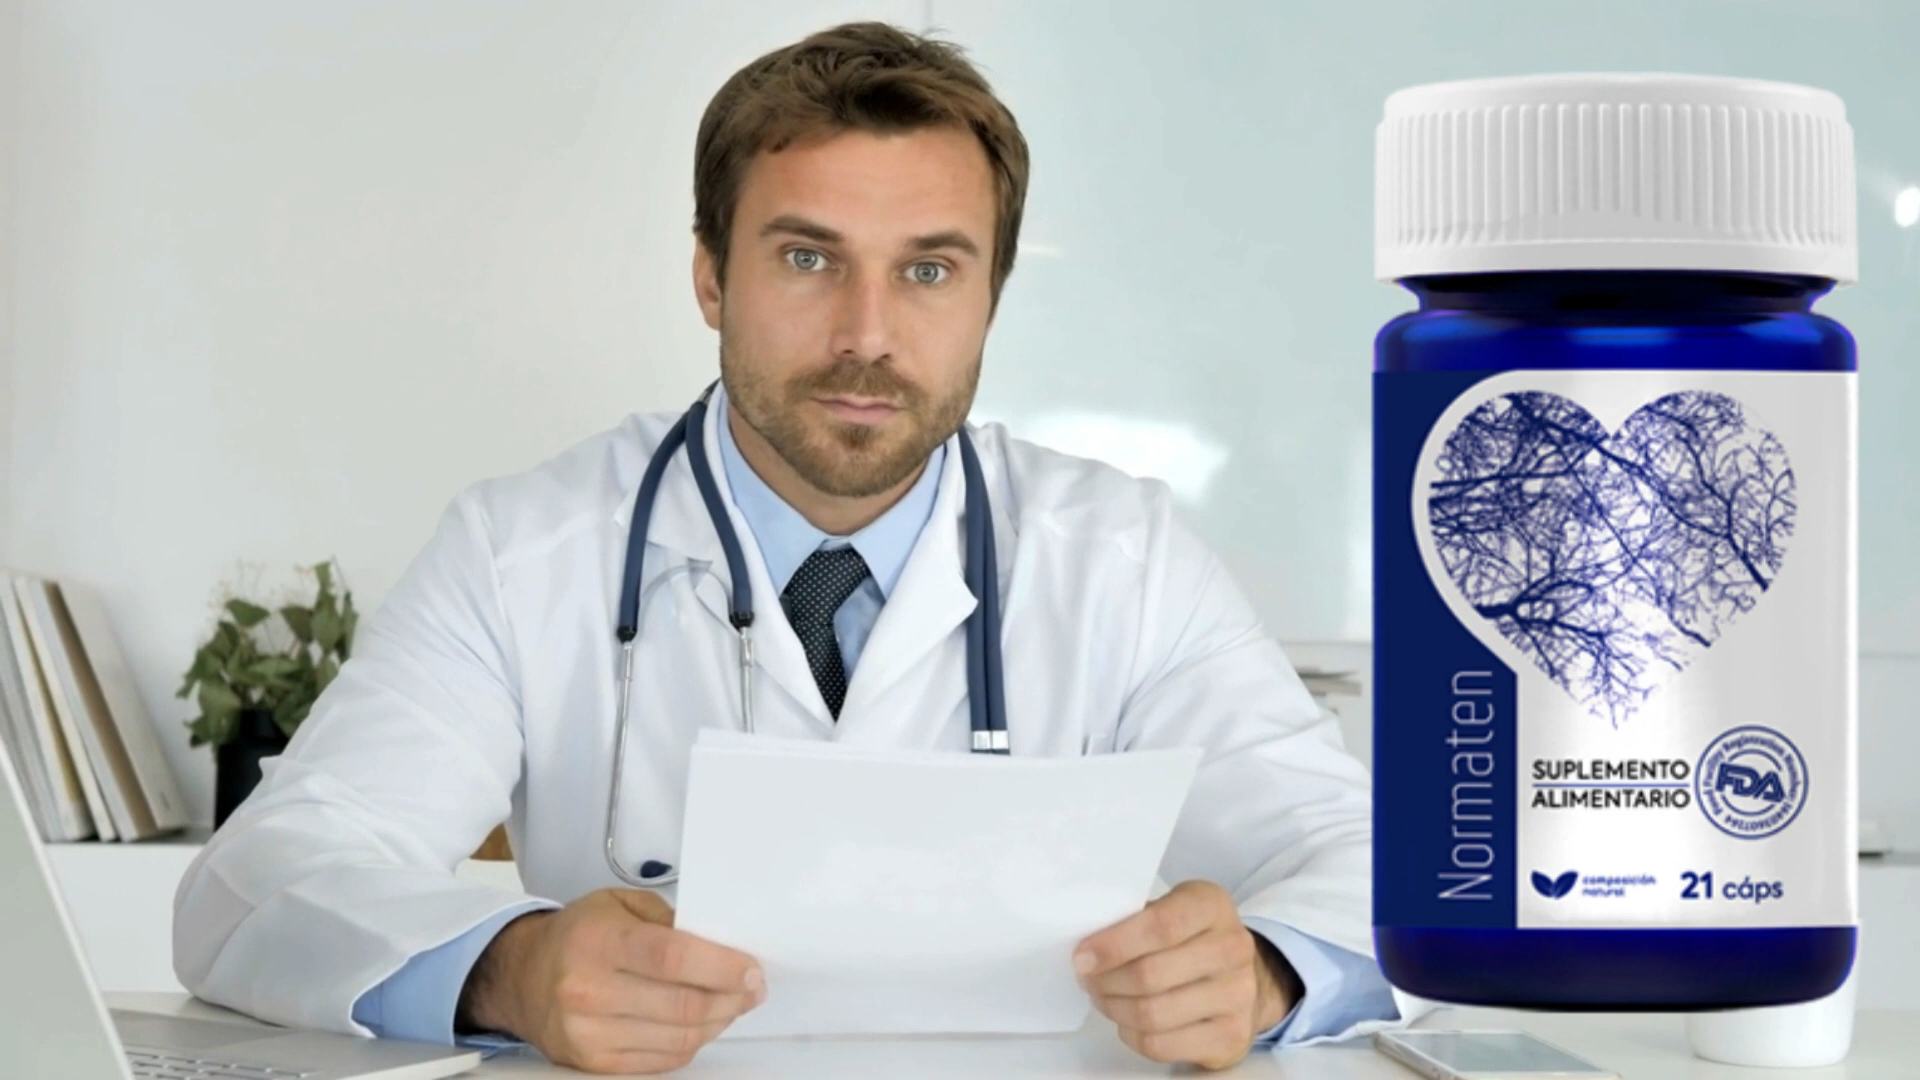 Normaten
SUPLEMENTO
ALIMENTARIO
FDA
composición
natural
21 cáps